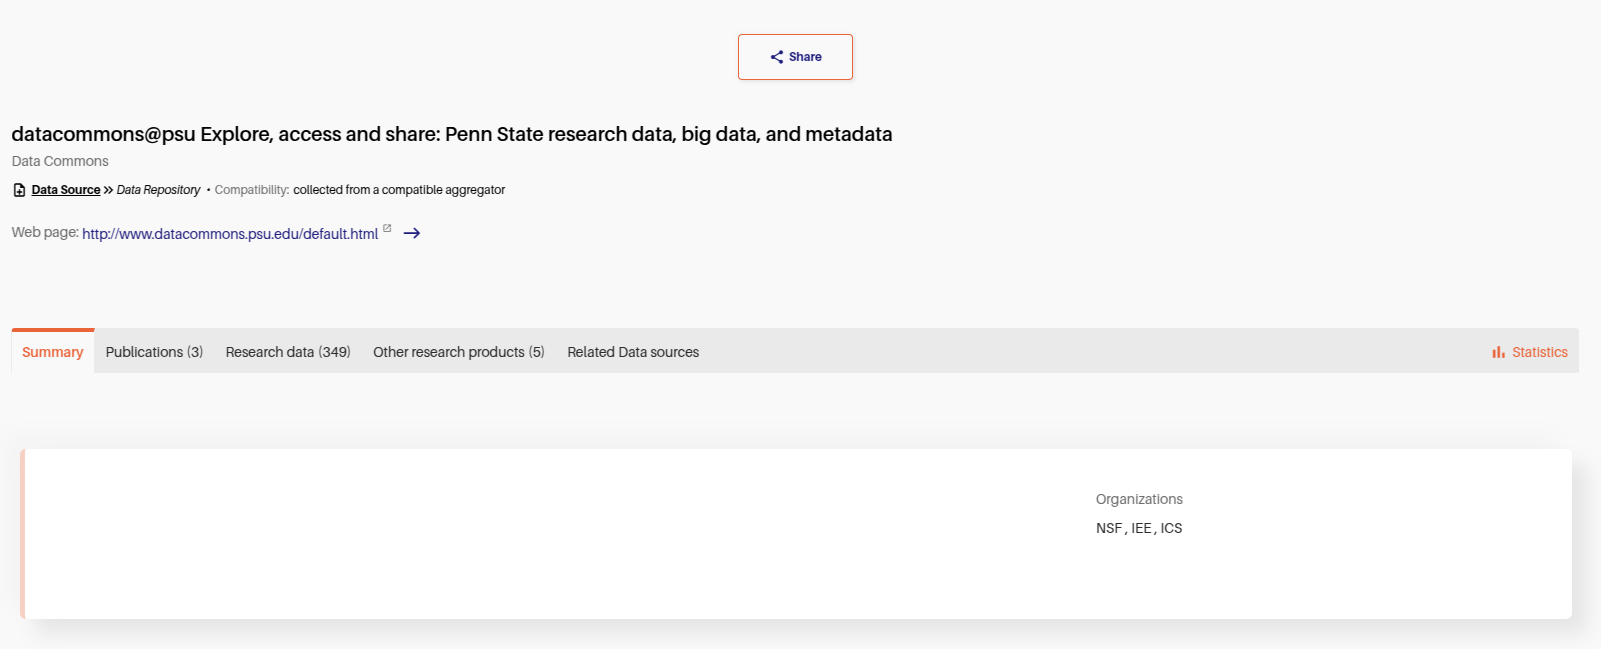 Share
datacommons@psu Explore, access and share: Penn State research data, big data, and metadata
Data Commons
Data Source » Data Repository • Compatibility: collected from a compatible aggregator
Web page: http://www.datacommons.psu.edu/default.html →
Summary Publications (3) Research data (349) Other research products (5) Related Data sources Statistics
Organizations
NSF , IEE , ICS